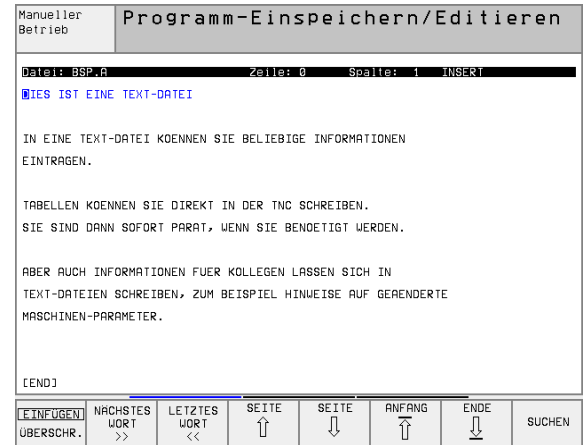 Manueller
Betrieb
Programm-Einspeichern/Editieren
Datei: BSP.A Zeile: 0 Spalte: 1 INSERT
DIES IST EINE TEXT-DATEI
IN EINE TEXT-DATEI KOENNEN SIE BELIEBIGE INFORMATIONEN
EINTRAGEN.
TABELLEN KOENNEN SIE DIREKT IN DER TNC SCHREIBEN.
SIE SIND DANN SOFORT PARAT, WENN SIE BENOETIGT WERDEN.
ABER AUCH INFORMATIONEN FUER KOLLEGEN LASSEN SICH IN
TEXT-DATEIEN SCHREIBEN, ZUM BEISPIEL HINWEISE AUF GEAENDERTE
MASCHINEN-PARAMETER.
[END]
EINFÜGEN
ÜBERSCHR.
NÄCHSTES
WORT
>>
LETZTES
WORT
<<
SEITE
⇧
SEITE
⇩
ANFANG
⇧
ENDE
⇩
SUCHEN